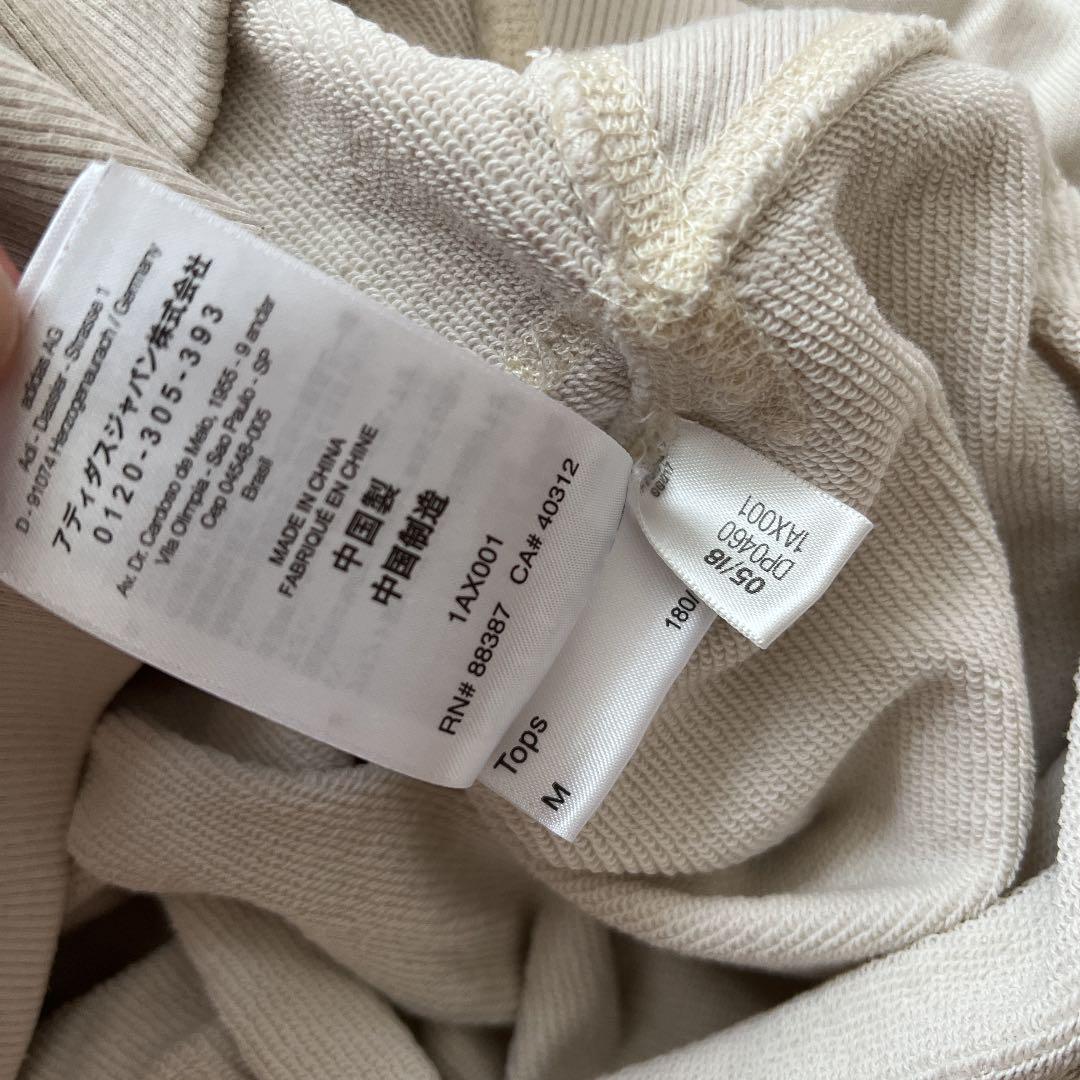 adidas AG
Adi - Dassler - Strasse 1
D - 91074 Herzogenaurach / Germany
アディダスジャパン株式会社
0120-305-393
Av. Dr. Cardoso de Melo, 1955 - 9 andar
Vila Olimpia - Sao Paulo - SP
Cep 04548-005
Brasil
MADE IN CHINA
FABRIQUÉ EN CHINE
中国製
中国制造
1AX001
RN# 88387 CA# 40312
Tops
M
180/
05/18
DP0460
1AX001